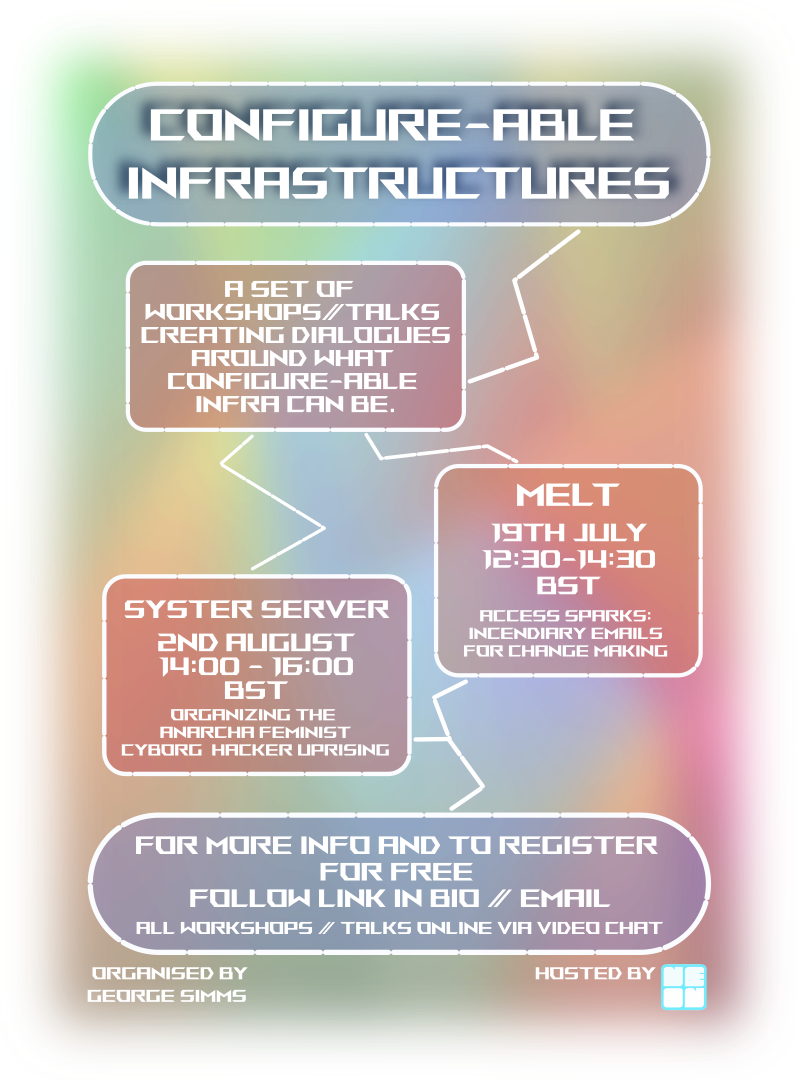 CONFIGURE-ABLE
INFRASTRUCTURES
A SET OF
WORKSHOPS//TALKS
CREATING DIALOGUES
AROUND WHAT
CONFIGURE-ABLE
INFRA CAN BE.
MELT
19TH JULY
12:30-14:30
BST
ACCESS SPARKS:
INCENDIARY EMAILS
FOR CHANGE MAKING
SYSTER SERVER
2ND AUGUST
14:00 - 16:00
BST
ORGANIZING THE
ANARCHA FEMINIST
CYBORG HACKER UPRISING
FOR MORE INFO AND TO REGISTER
FOR FREE
FOLLOW LINK IN BIO // EMAIL
ALL WORKSHOPS // TALKS ONLINE VIA VIDEO CHAT
ORGANISED BY
GEORGE SIMMS
HOSTED BY